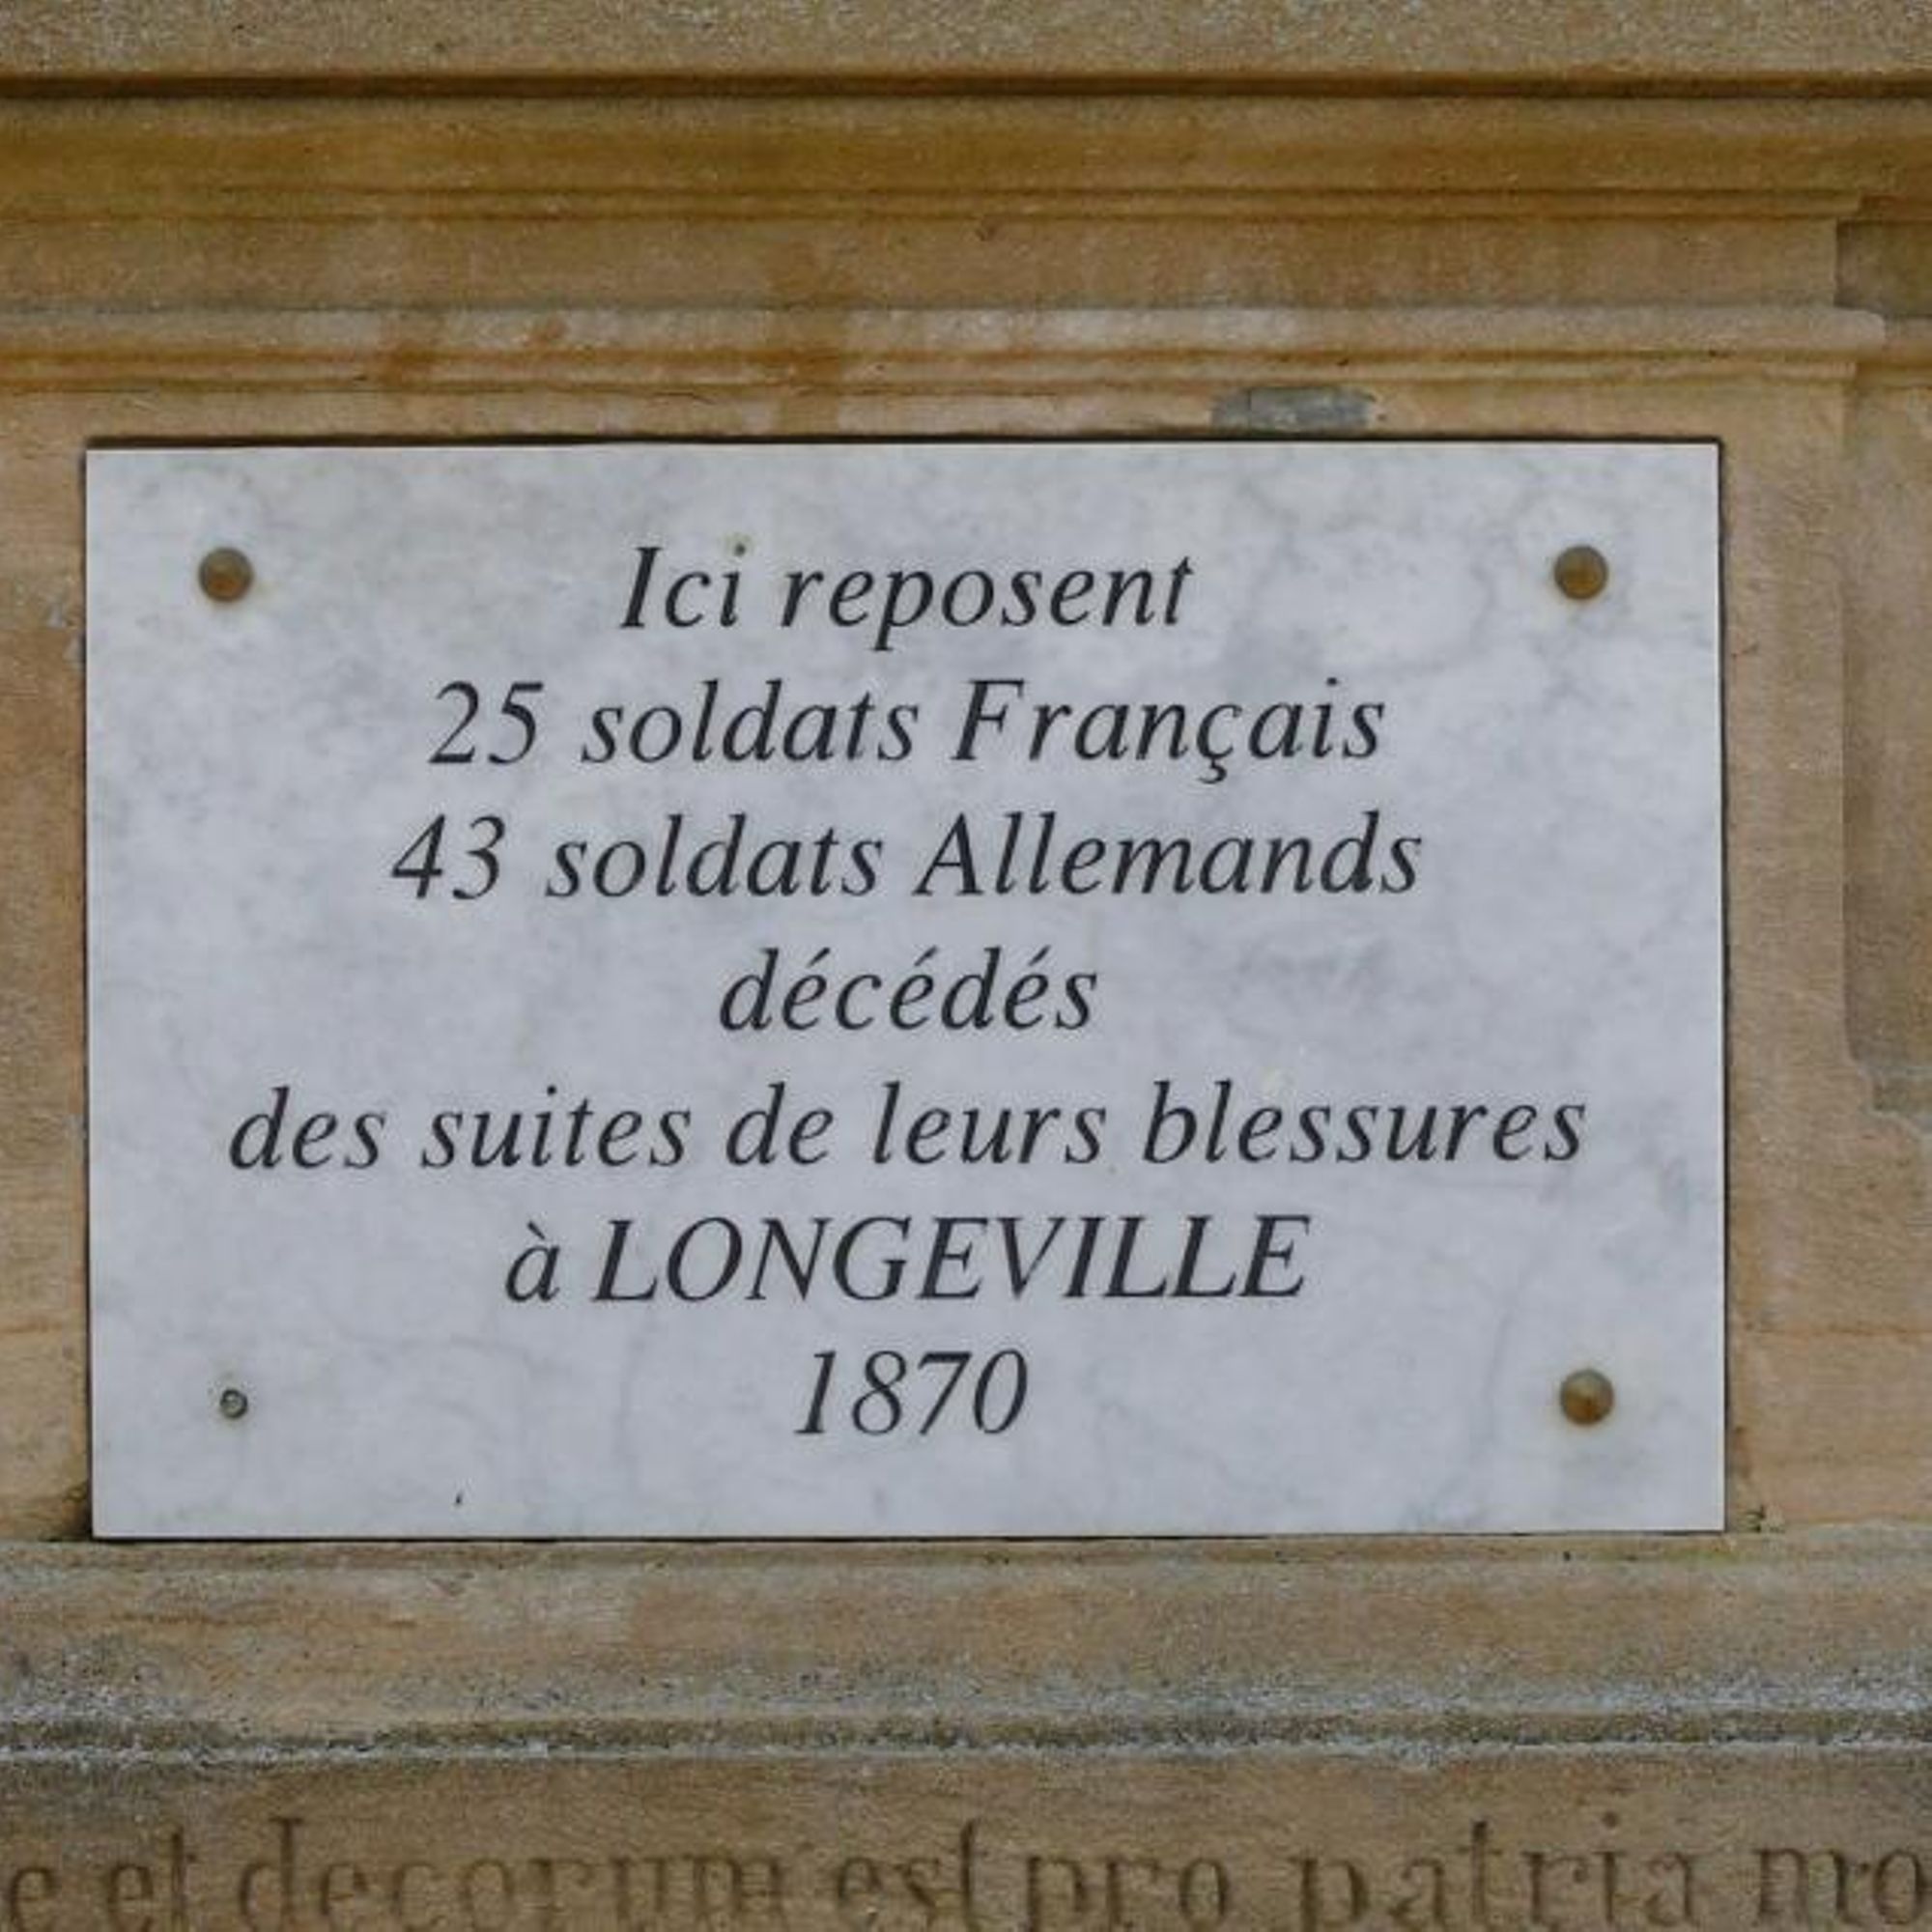 Ici reposent
25 soldats Français
43 soldats Allemands
décédés
des suites de leurs blessures
à LONGEVILLE
1870
e et decorum est pro patria mo